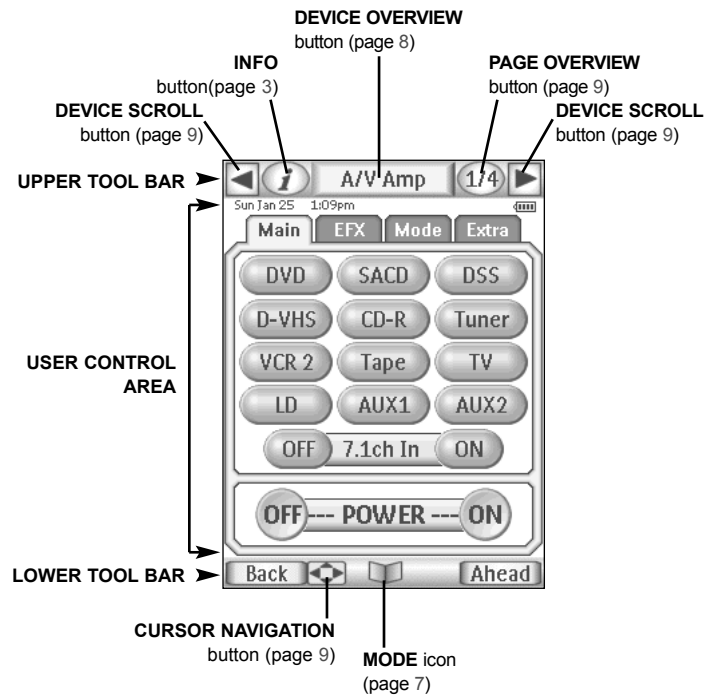 DEVICE OVERVIEW
button (page 8)
INFO
button(page 3)
PAGE OVERVIEW
button (page 9)
DEVICE SCROLL
button (page 9)
DEVICE SCROLL
button (page 9)
UPPER TOOL BAR
i A/V Amp 1/4
Sun Jan 25 1:09pm
Main EFX Mode Extra
DVD SACD DSS
D-VHS CD-R Tuner
VCR 2 Tape TV
USER CONTROL
AREA
LD AUX1 AUX2
OFF 7.1ch In ON
OFF --- POWER --- ON
LOWER TOOL BAR
Back Ahead
CURSOR NAVIGATION
button (page 9)
MODE icon
(page 7)